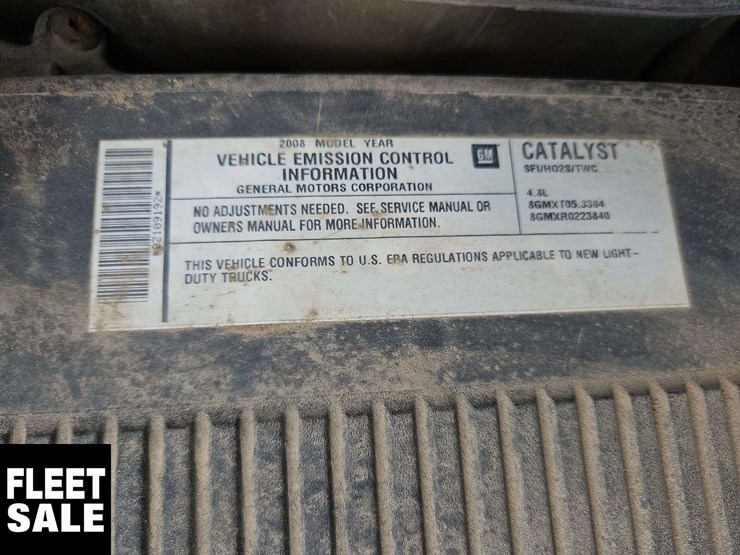 2008 MODEL YEAR
VEHICLE EMISSION CONTROL
INFORMATION
GENERAL MOTORS CORPORATION
GM
CATALYST
SFI/HO2S/TWC
4.8L
8GMXT05.3384
8GMXR0223840
NO ADJUSTMENTS NEEDED. SEE SERVICE MANUAL OR
OWNERS MANUAL FOR MORE INFORMATION.
THIS VEHICLE CONFORMS TO U.S. EPA REGULATIONS APPLICABLE TO NEW LIGHT-
DUTY TRUCKS.
*92109192*
FLEET
SALE